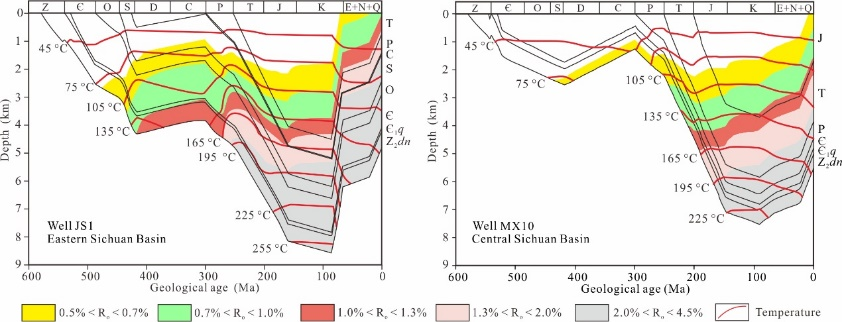 Z Є O S D C P T J K E+N+Q
Z Є O S D C P T J K E+N+Q
0
1
2
3
4
5
6
7
8
9
Depth (km)
45 °C
75 °C
105 °C
135 °C
165 °C
195 °C
225 °C
255 °C
T
P
C
S
O
Є
Є₁q
Z₂dn
Well JS1
Eastern Sichuan Basin
600 500 400 300 200 100 0
Geological age (Ma)
0
1
2
3
4
5
6
7
8
9
Depth (km)
45 °C
75 °C
105 °C
135 °C
165 °C
195 °C
225 °C
J
T
P
Є
Є₁q
Z₂dn
Well MX10
Central Sichuan Basin
600 500 400 300 200 100 0
Geological age (Ma)
0.5% < Rₒ < 0.7% 0.7% < Rₒ < 1.0% 1.0% < Rₒ < 1.3% 1.3% < Rₒ < 2.0% 2.0% < Rₒ < 4.5% Temperature